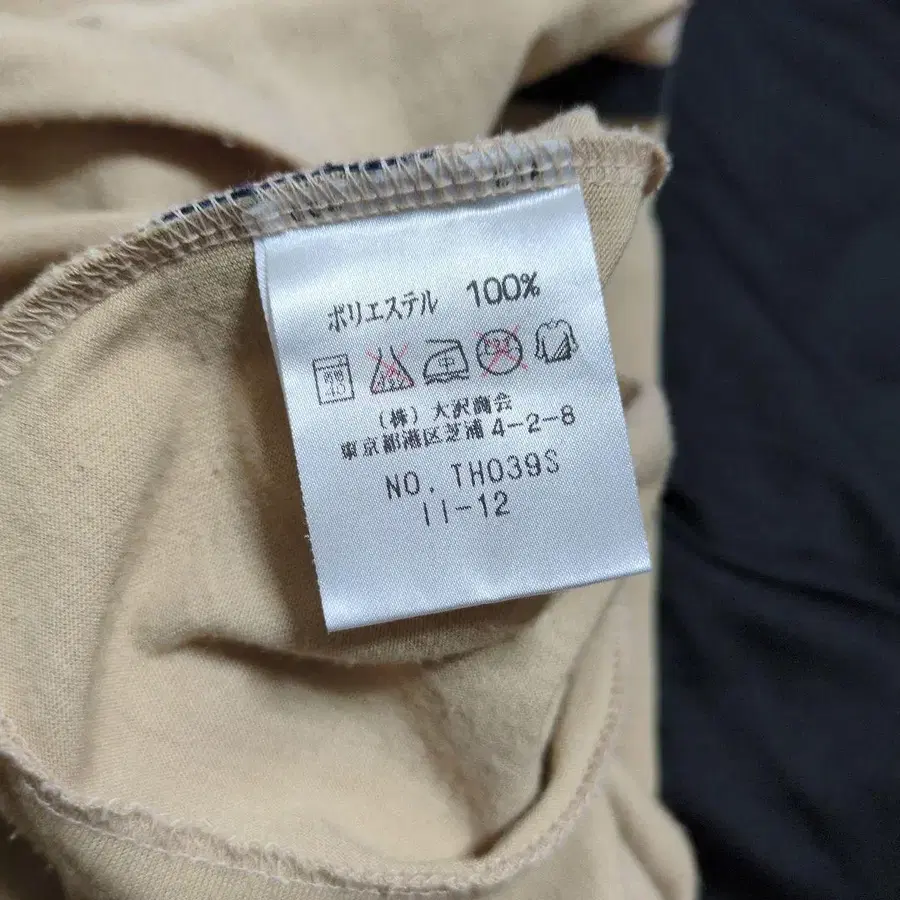 ポリエステル 100%
中
(株) 大沢商会
東京都港区芝浦 4-2-8
NO. TH039S
11-12